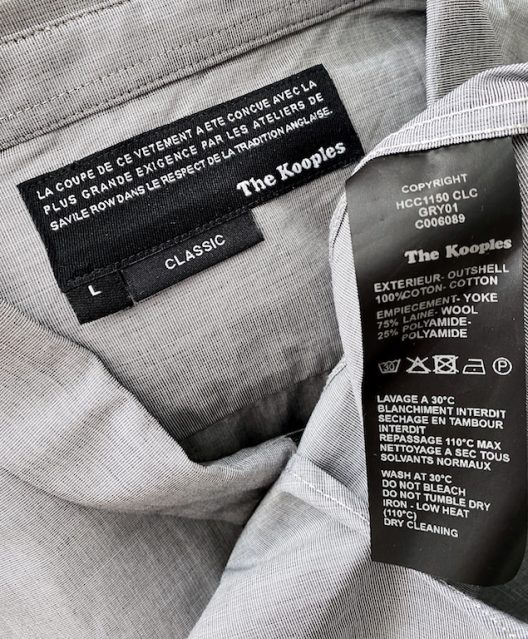 LA COUPE DE CE VETEMENT A ETE CONCUE AVEC LA
PLUS GRANDE EXIGENCE PAR LES ATELIERS DE
SAVILE ROW DANS LE RESPECT DE LA TRADITION ANGLAISE.
The Kooples
L
CLASSIC
COPYRIGHT
HCC1150 CLC
GRY01
C006089
The Kooples
EXTERIEUR- OUTSHELL
100%COTON- COTTON
EMPIECEMENT- YOKE
75% LAINE- WOOL
25% POLYAMIDE-
POLYAMIDE
P
LAVAGE A 30°C
BLANCHIMENT INTERDIT
SECHAGE EN TAMBOUR
INTERDIT
REPASSAGE 110°C MAX
NETTOYAGE A SEC TOUS
SOLVANTS NORMAUX
WASH AT 30°C
DO NOT BLEACH
DO NOT TUMBLE DRY
IRON - LOW HEAT
(110°C)
DRY CLEANING